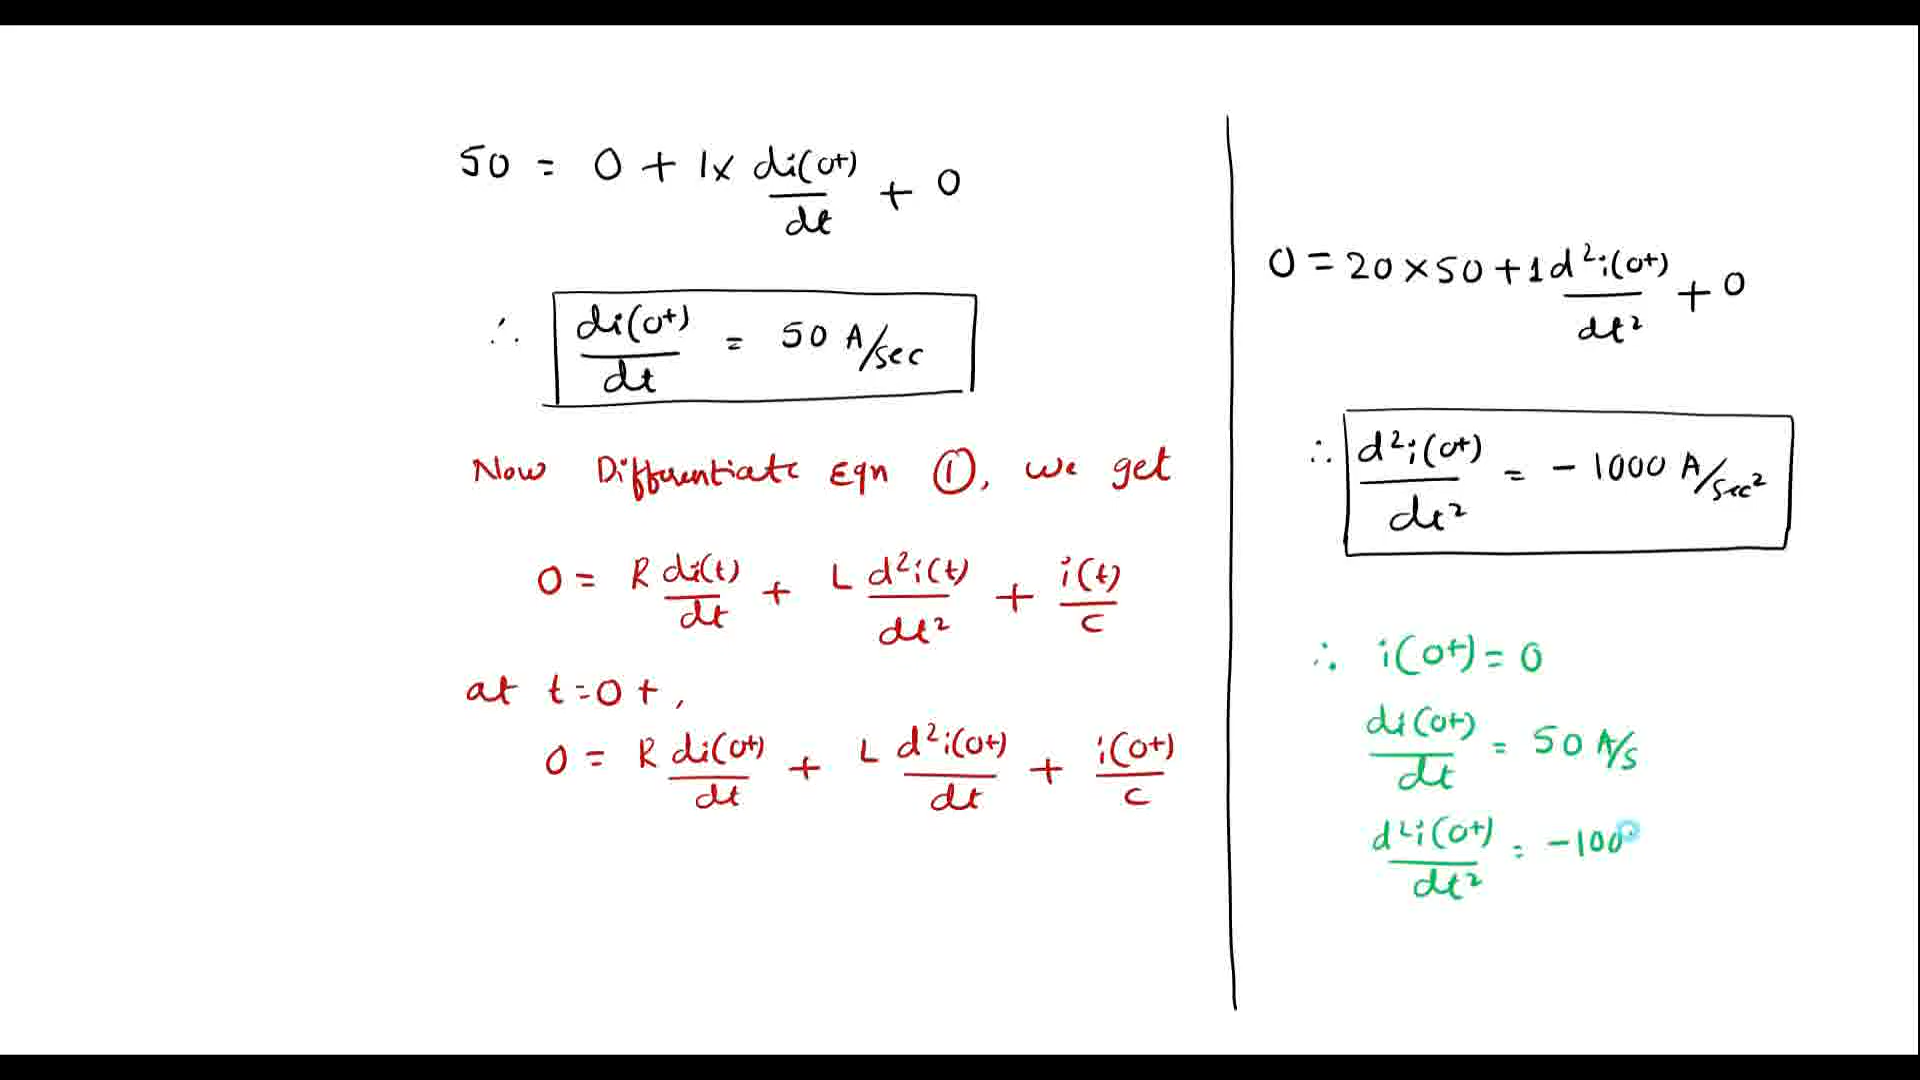 50 = 0 + 1x di(0+)/dt + 0
∴ di(0+)/dt = 50 A/sec
Now Differentiate Eqn ①, we get
0 = R di(t)/dt + L d²i(t)/dt² + i(t)/c
at t=0+,
0 = R di(0+)/dt + L d²i(0+)/dt + i(0+)/c
0 = 20×50+1 d²i(0+)/dt² + 0
∴ d²i(0+)/dt² = -1000 A/sec²
∴ i(0+) = 0
di(0+)/dt = 50 A/s
d²i(0+)/dt² = -100